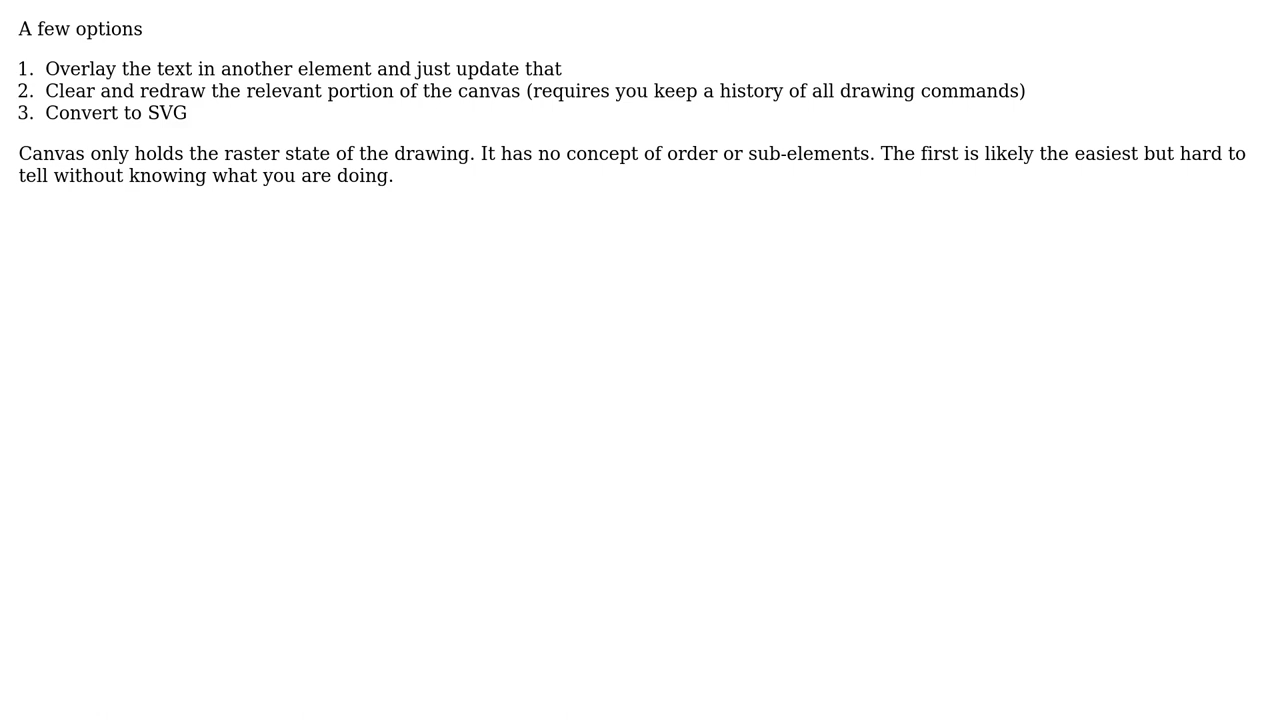 A few options
1. Overlay the text in another element and just update that
2. Clear and redraw the relevant portion of the canvas (requires you keep a history of all drawing commands)
3. Convert to SVG
Canvas only holds the raster state of the drawing. It has no concept of order or sub-elements. The first is likely the easiest but hard to
tell without knowing what you are doing.